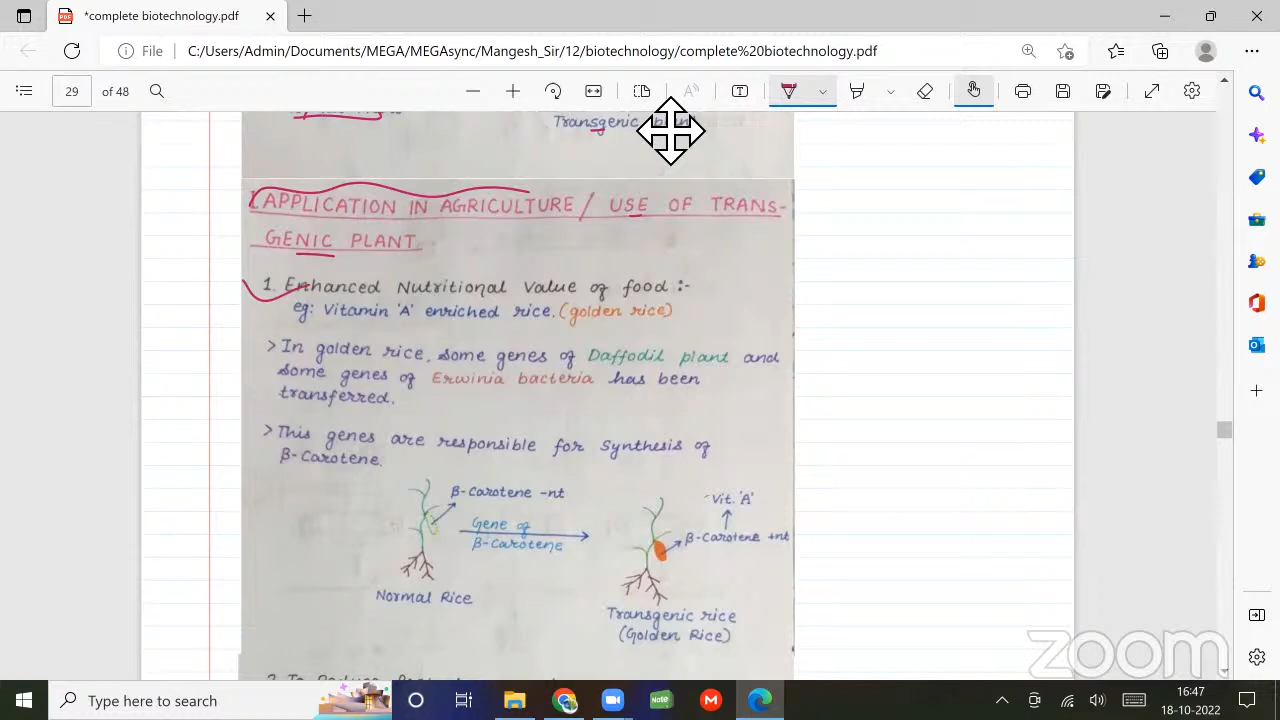 *complete biotechnology.pdf
File
C:/Users/Admin/Documents/MEGA/MEGAsync/Mangesh_Sir/12/biotechnology/complete%20biotechnology.pdf
29 of 48
Transgenic
APPLICATION IN AGRICULTURE / USE OF TRANS-
GENIC PLANT
1. Enhanced Nutritional Value of food :-
eg: Vitamin 'A' enriched rice. (golden rice)
> In golden rice, some genes of Daffodil plant and
some genes of Erwinia bacteria has been
transferred.
> This genes are responsible for synthesis of
β-Carotene.
β-Carotene -nt
Gene of
β-Carotene
Normal Rice
Vit. 'A'
β-Carotene +nt
Transgenic rice
(Golden Rice)
zoom
Type here to search
Note
16:47
18-10-2022